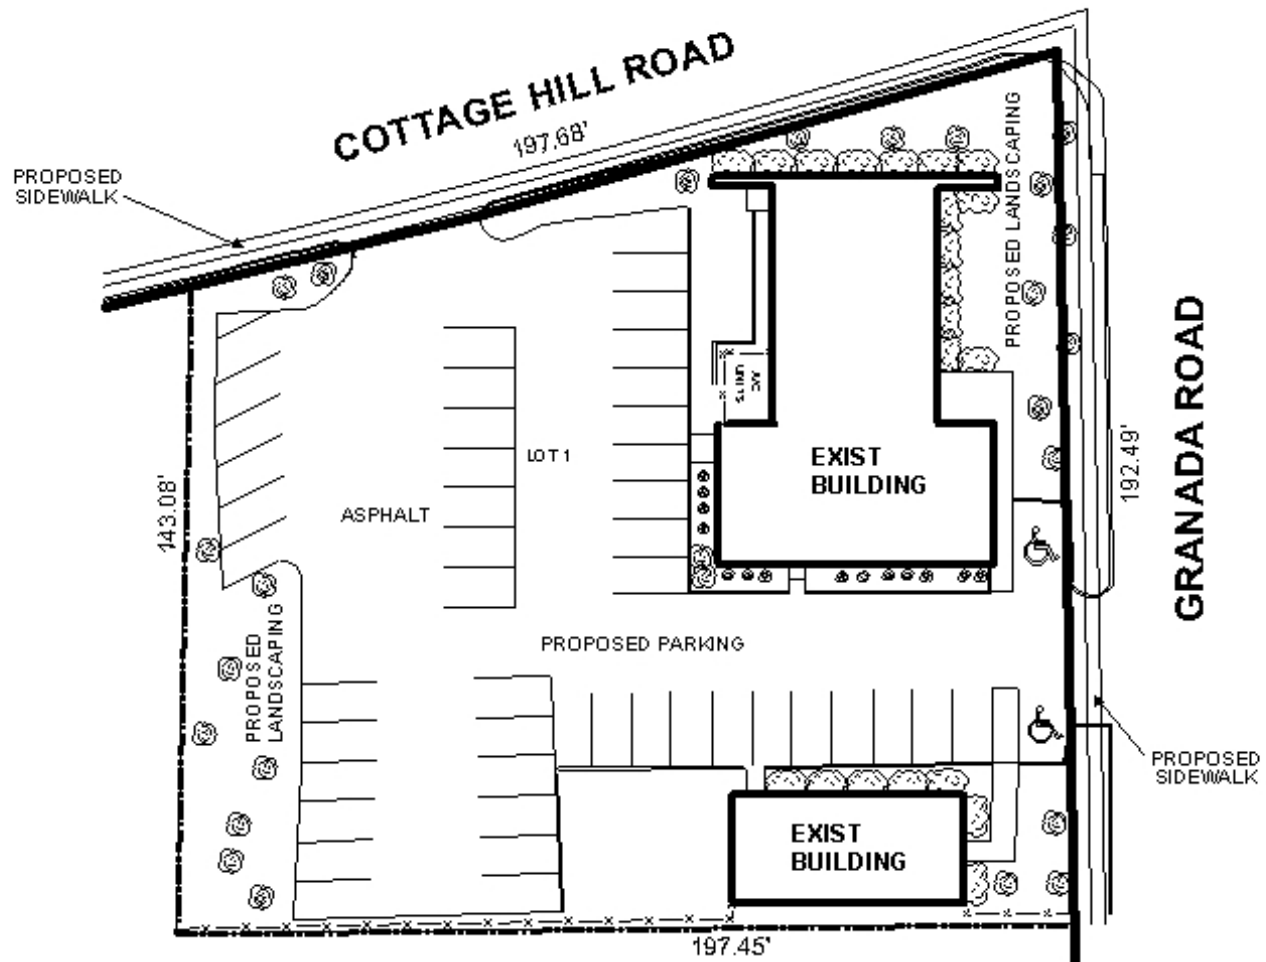 COTTAGE HILL ROAD
197.68'
PROPOSED
SIDEWALK
PROPOSED LANDSCAPING
A/C
UNITS
GRANADA ROAD
192.49'
143.08'
LOT 1
EXIST
BUILDING
ASPHALT
PROPOSED
LANDSCAPING
PROPOSED PARKING
PROPOSED
SIDEWALK
EXIST
BUILDING
197.45'